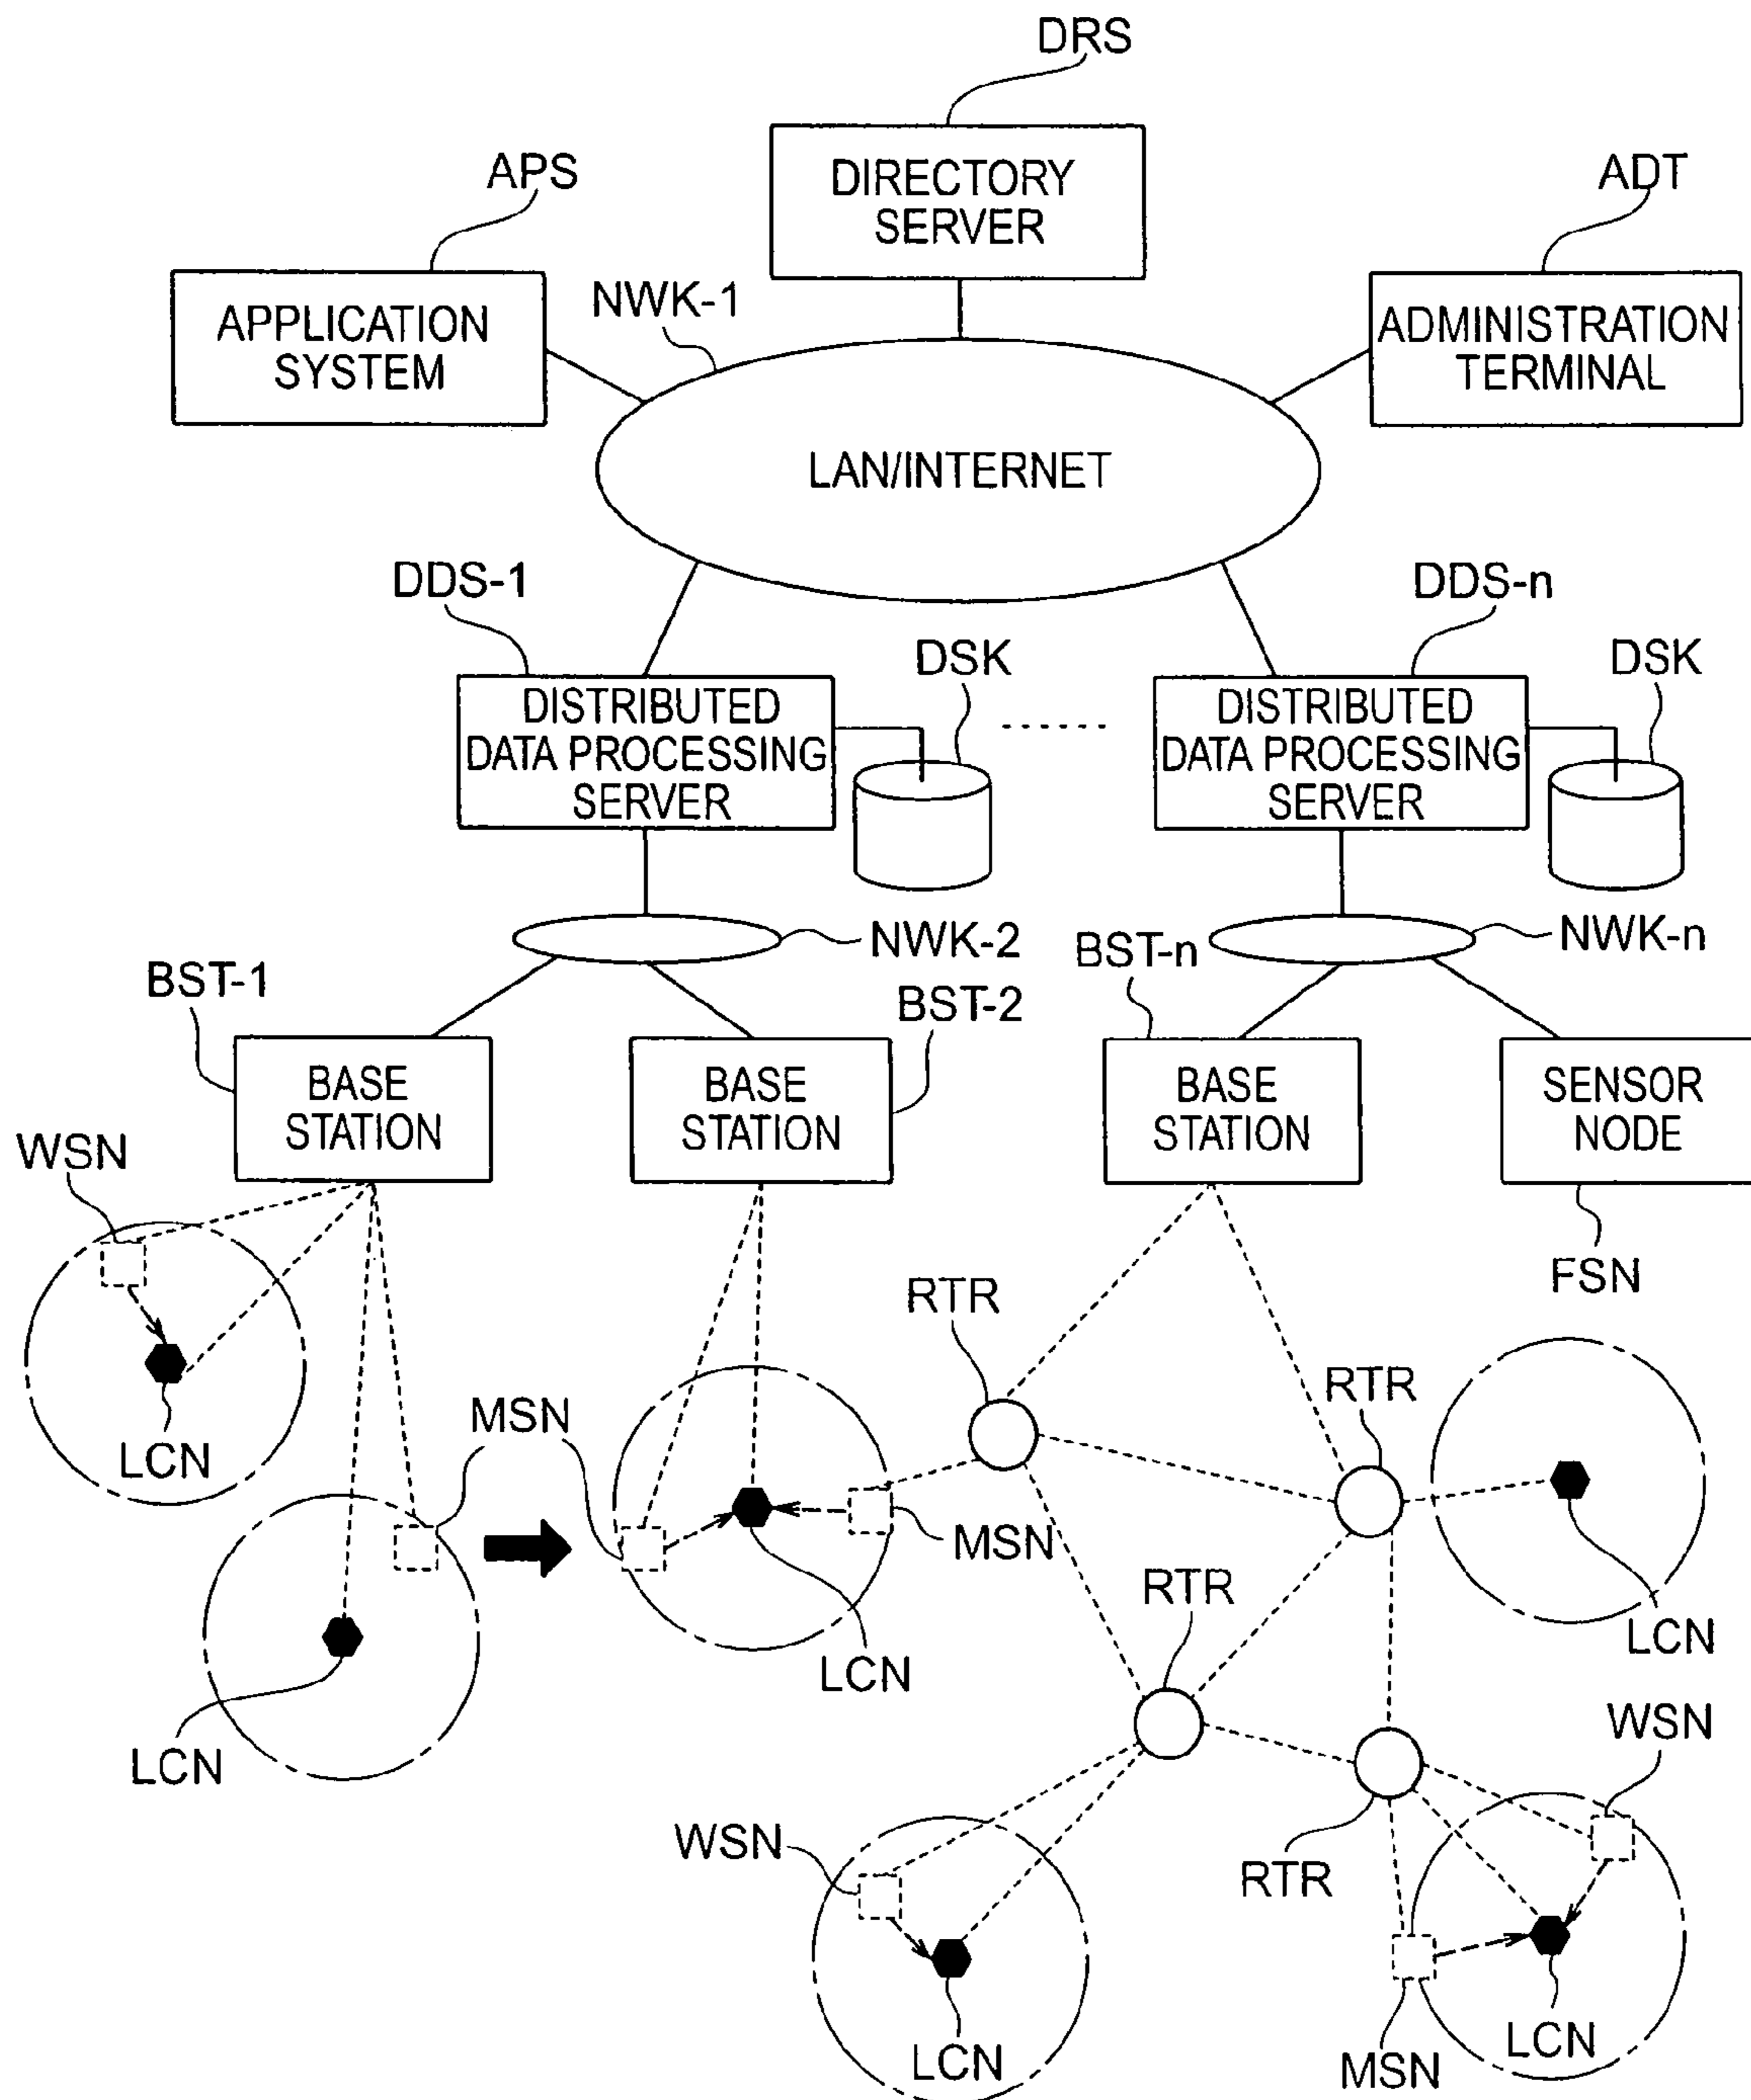 DRS
DIRECTORY
SERVER
APS
APPLICATION
SYSTEM
NWK-1
ADT
ADMINISTRATION
TERMINAL
LAN/INTERNET
DDS-1
DISTRIBUTED
DATA PROCESSING
SERVER
DSK
DDS-n
DISTRIBUTED
DATA PROCESSING
SERVER
DSK
NWK-2
NWK-n
BST-1
BASE
STATION
BST-2
BASE
STATION
BST-n
BASE
STATION
SENSOR
NODE
FSN
WSN
LCN
MSN
LCN
RTR
MSN
LCN
RTR
LCN
RTR
WSN
RTR
WSN
LCN
MSN
LCN